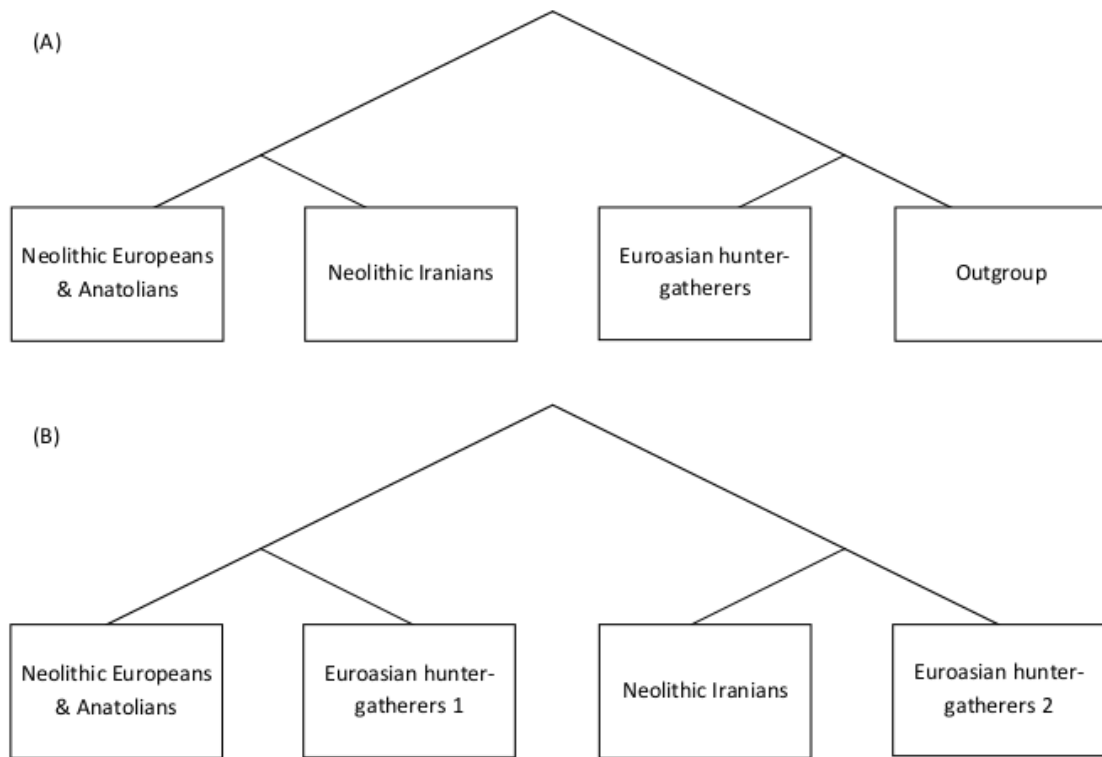 (A)
Neolithic Europeans
& Anatolians
Neolithic Iranians
Euroasian hunter-
gatherers
Outgroup
(B)
Neolithic Europeans
& Anatolians
Euroasian hunter-
gatherers 1
Neolithic Iranians
Euroasian hunter-
gatherers 2